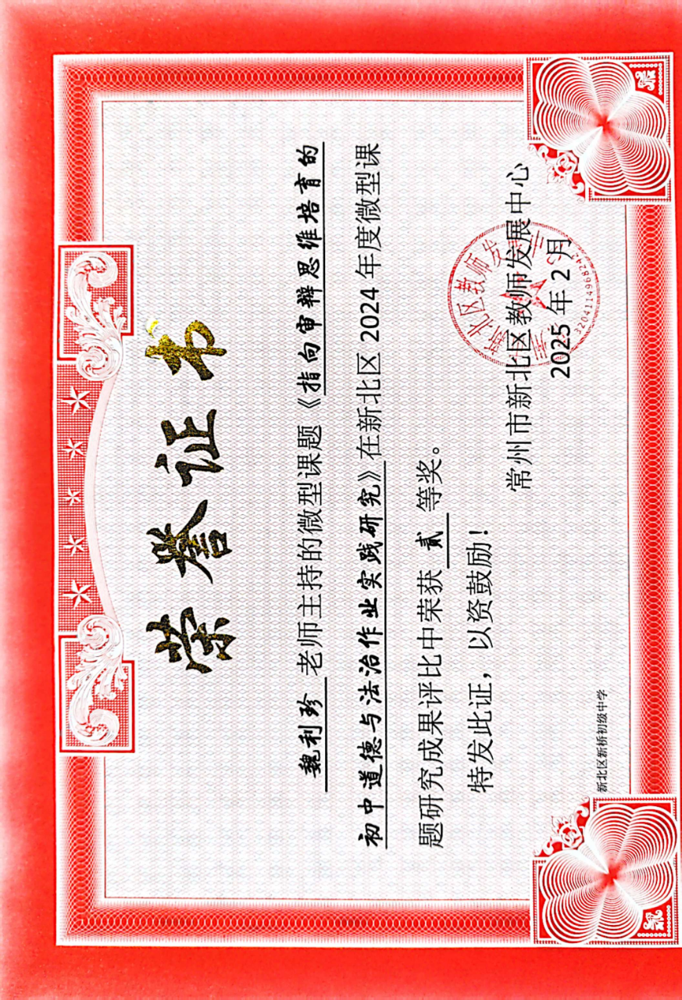 荣誉证书
魏利珍 老师主持的微型课题《指向审辩思维培育的
初中道德与法治作业实践研究》在新北区 2024 年度微型课
题研究成果评比中荣获 贰 等奖。
特发此证，以资鼓励！
常州市新北区教师发展中心
2025 年 2 月
新北区新桥初级中学